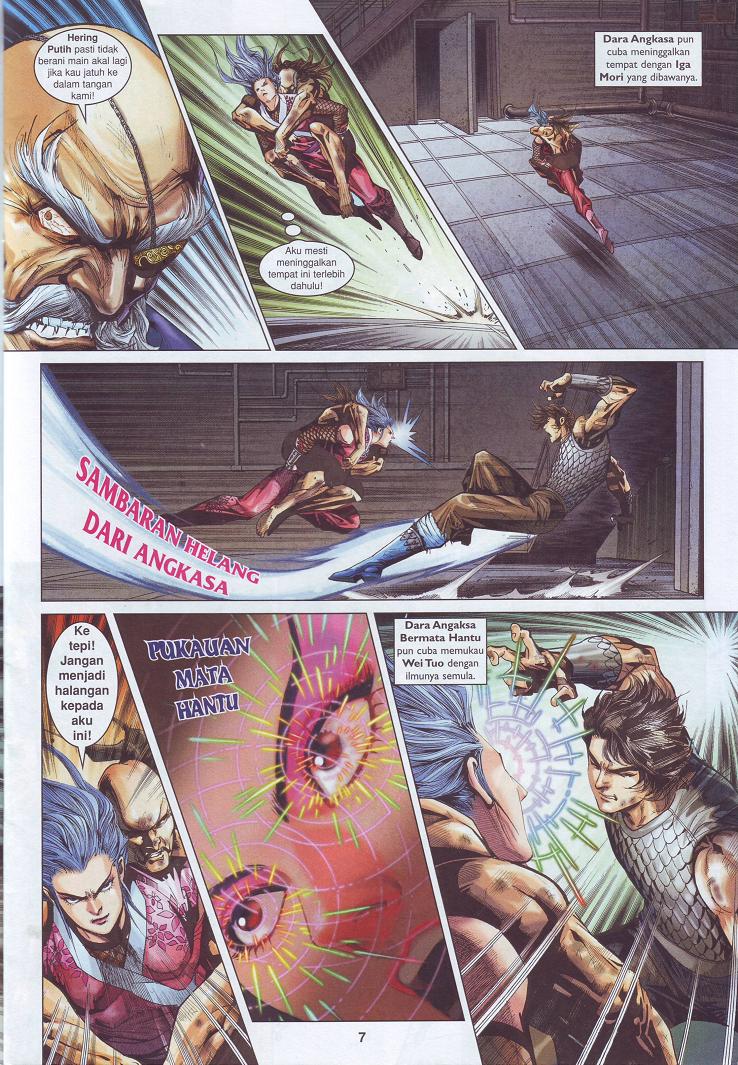 Hering
Putih pasti tidak
berani main akal lagi
jika kau jatuh ke
dalam tangan
kami!
Aku mesti
meninggalkan
tempat ini terlebih
dahulu!
Dara Angkasa pun
cuba meninggalkan
tempat dengan Iga
Mori yang dibawanya.
SAMBARAN HELANG
DARI ANGKASA
Ke
tepi!
Jangan
menjadi
halangan
kepada
aku
ini!
PUKAUAN
MATA
HANTU
Dara Angaksa
Bermata Hantu
pun cuba memukau
Wei Tuo dengan
ilmunya semula.
7